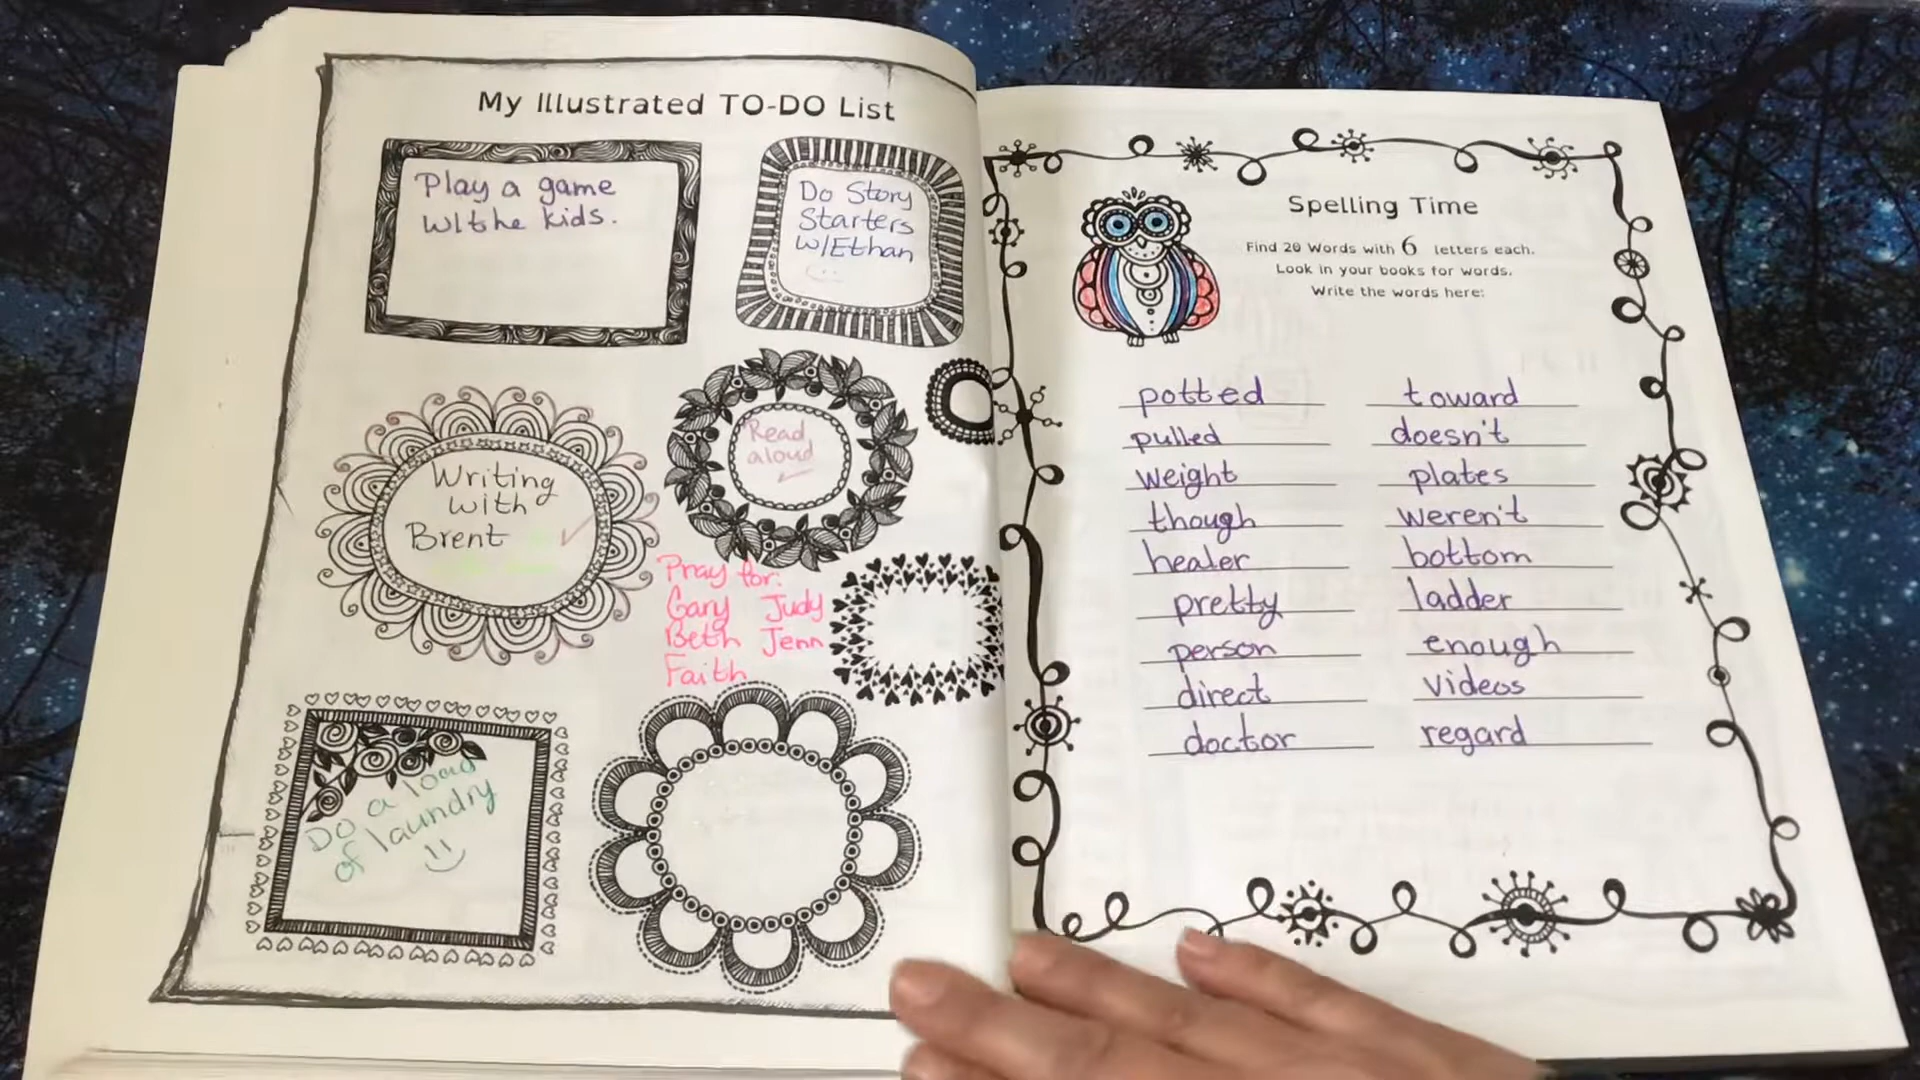 My Illustrated TO-DO List
Play a game
w/the kids.
Do Story
Starters
w/Ethan
Writing
with
Brent
Read
aloud
Pray for:
Gary Judy
Beth Jenn
Faith
Do a load
of laundry
Spelling Time
Find 20 Words with 6 letters each.
Look in your books for words.
Write the words here:
potted toward
pulled doesn't
weight plates
though weren't
healer bottom
pretty ladder
person enough
direct videos
doctor regard